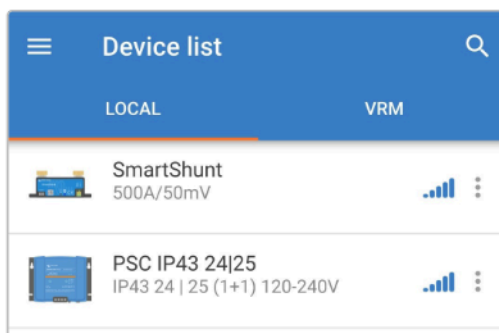 Device list
LOCAL VRM
SmartShunt
500A/50mV
PSC IP43 24|25
IP43 24 | 25 (1+1) 120-240V